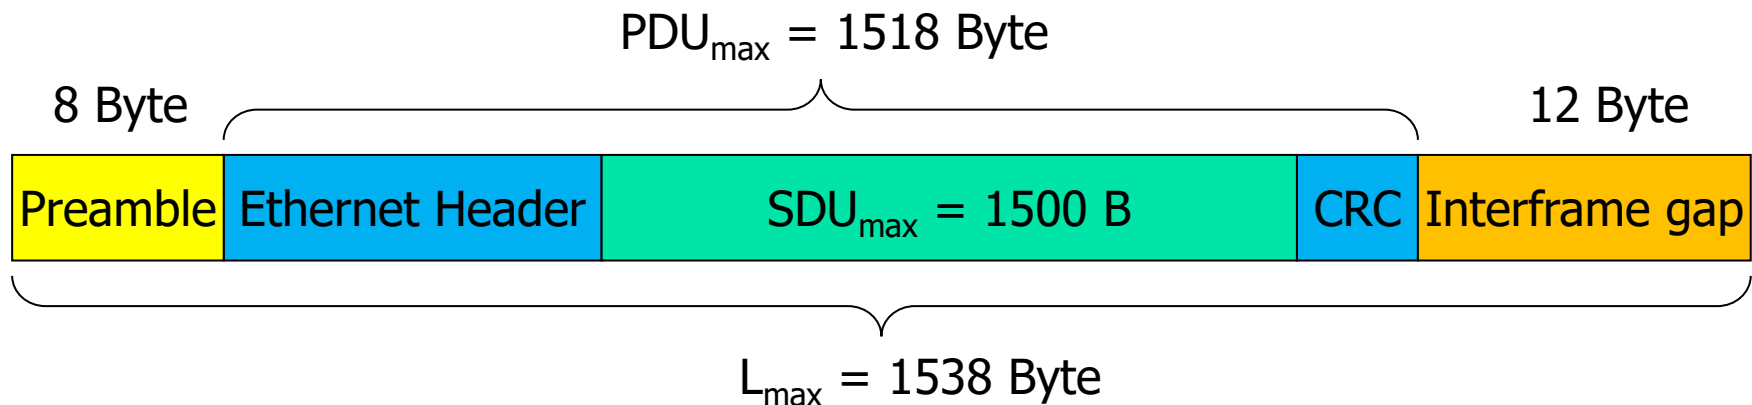 PDUmax = 1518 Byte
8 Byte
12 Byte
Preamble
Ethernet Header
SDUmax = 1500 B
CRC
Interframe gap
Lmax = 1538 Byte